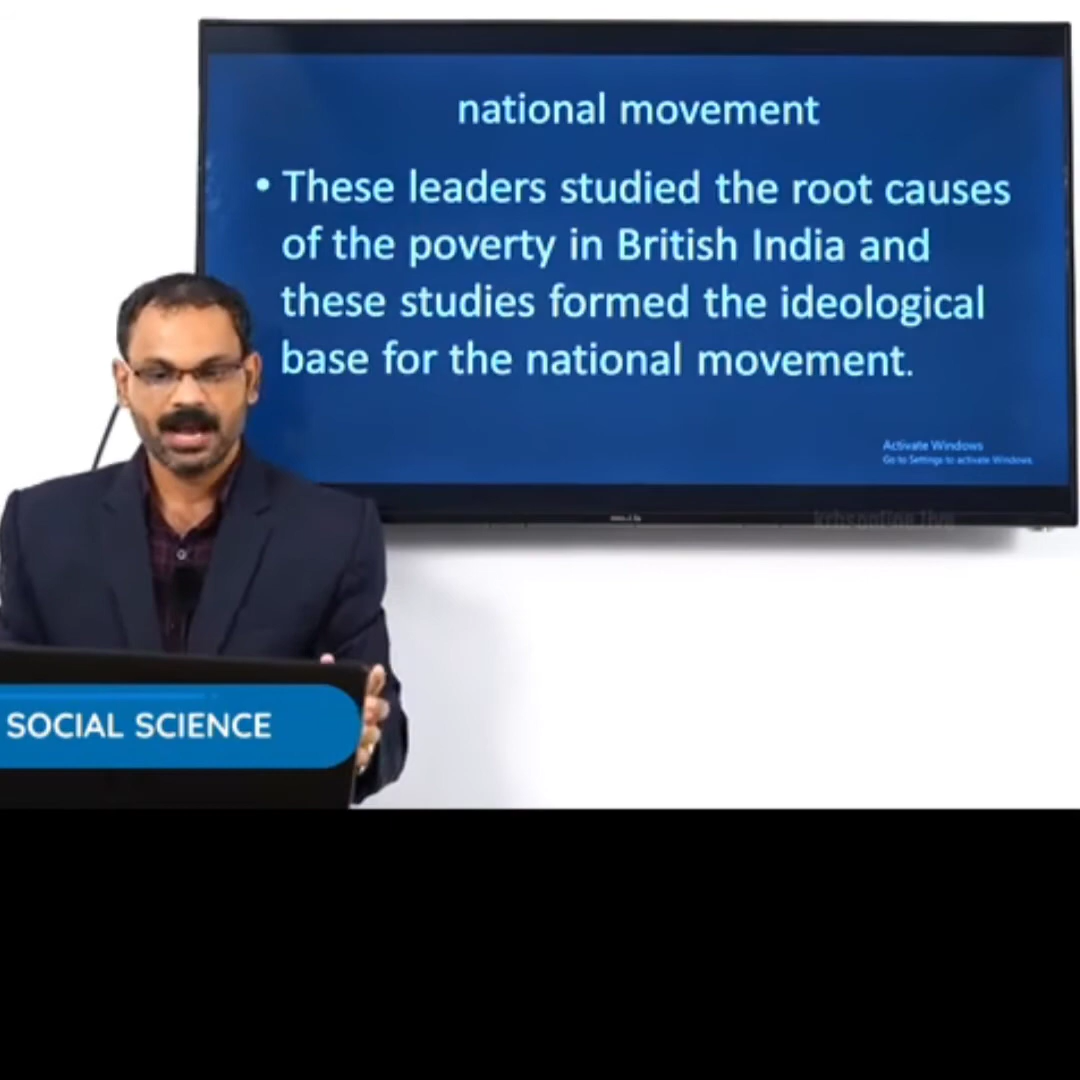 national movement
• These leaders studied the root causes
of the poverty in British India and
these studies formed the ideological
base for the national movement.
Activate Windows
Go to Settings to activate Windows.
SOCIAL SCIENCE